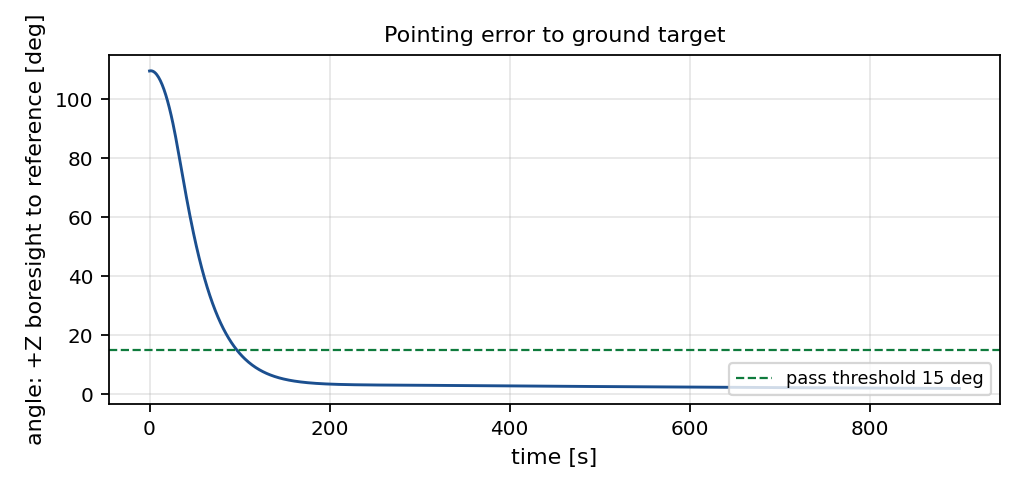 Pointing error to ground target
angle: +Z boresight to reference [deg]
100
80
60
40
20
0
pass threshold 15 deg
0 200 400 600 800
time [s]